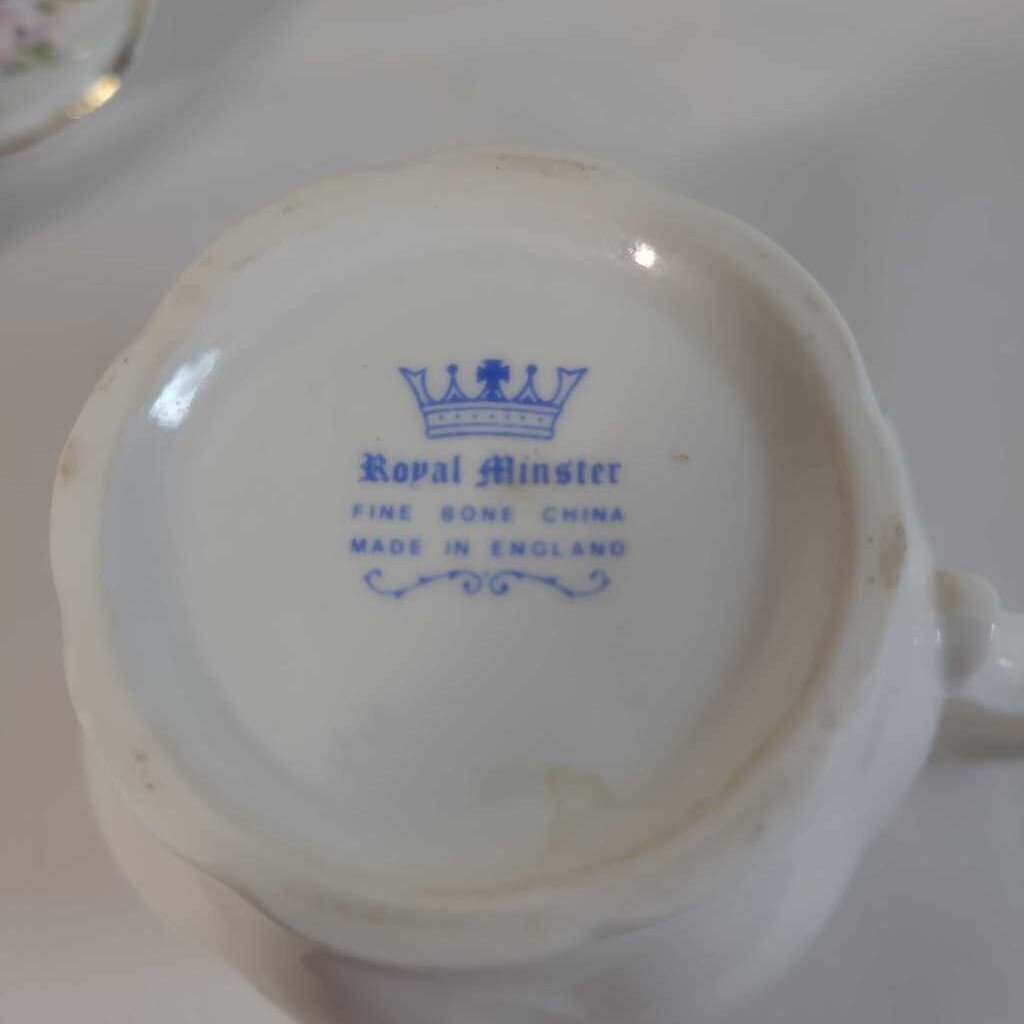 Royal Minster
FINE BONE CHINA
MADE IN ENGLAND